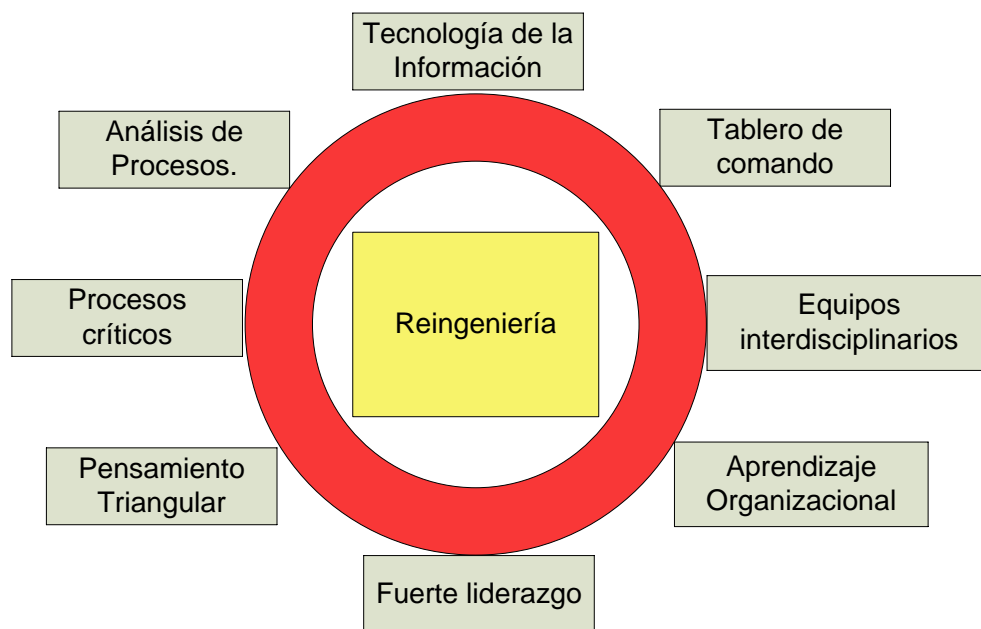 Tecnología de la
Información
Análisis de
Procesos.
Tablero de
comando
Procesos
críticos
Reingeniería
Equipos
interdisciplinarios
Pensamiento
Triangular
Aprendizaje
Organizacional
Fuerte liderazgo